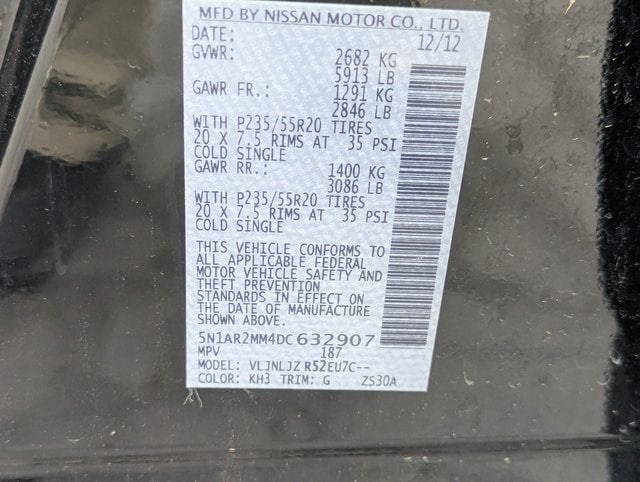 MFD BY NISSAN MOTOR CO., LTD.
DATE: 12/12
GVWR: 2682 KG
5913 LB
GAWR FR.: 1291 KG
2846 LB
WITH P235/55R20 TIRES
20 X 7.5 RIMS AT 35 PSI
COLD SINGLE
GAWR RR.: 1400 KG
3086 LB
WITH P235/55R20 TIRES
20 X 7.5 RIMS AT 35 PSI
COLD SINGLE
THIS VEHICLE CONFORMS TO
ALL APPLICABLE FEDERAL
MOTOR VEHICLE SAFETY AND
THEFT PREVENTION
STANDARDS IN EFFECT ON
THE DATE OF MANUFACTURE
SHOWN ABOVE.
5N1AR2MM4DC632907
MPV 187
MODEL: VLJNLJZ R52EU7C--
COLOR: KH3 TRIM: G ZS30A